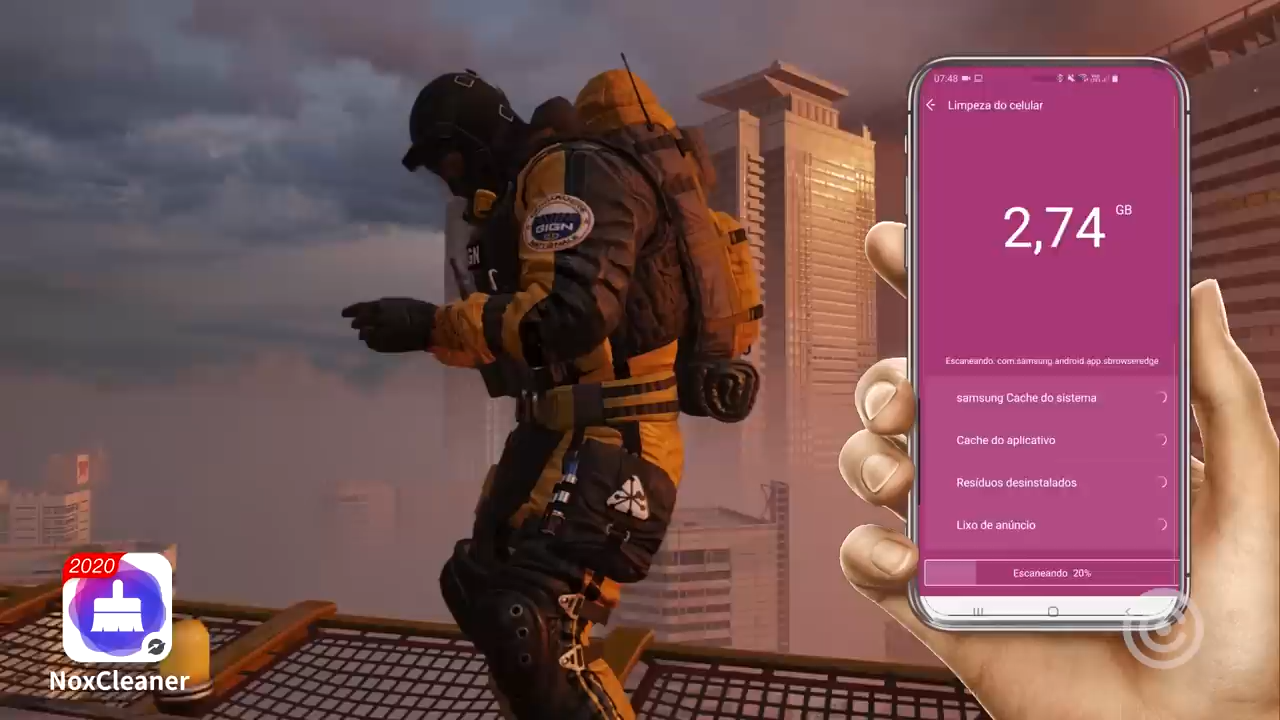 07:48
Limpeza do celular
2,74 GB
Escaneando: com.samsung.android.app.sbrowseredge
samsung Cache do sistema
Cache do aplicativo
Resíduos desinstalados
Lixo de anúncio
Escaneando 20%
GIGN
GN
2020
NoxCleaner